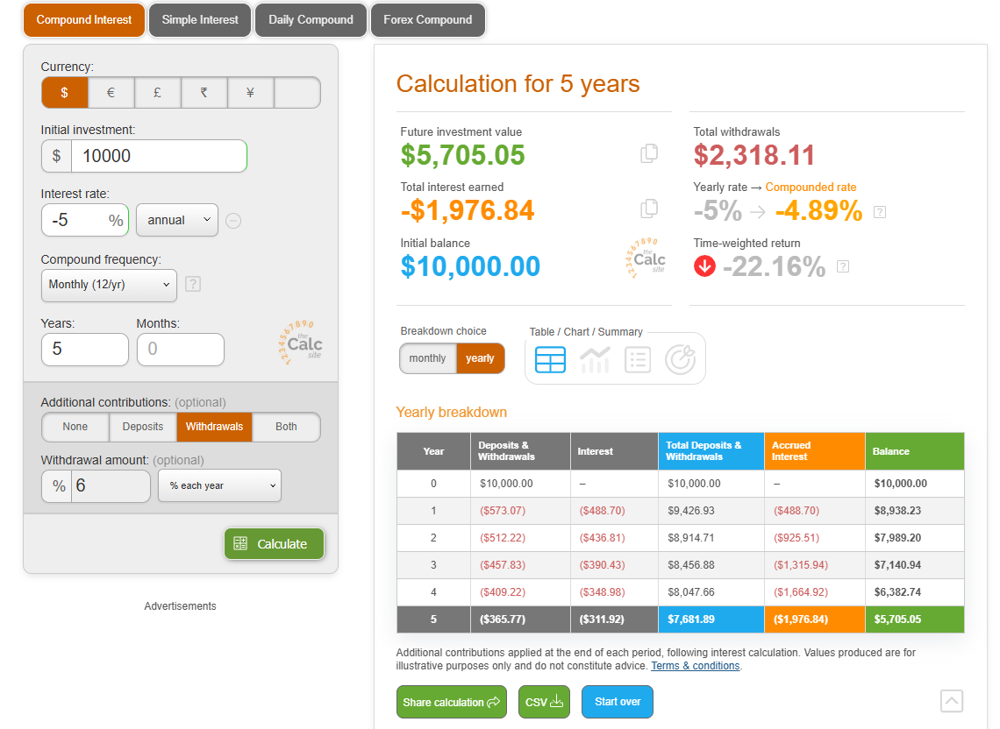 Compound Interest
Simple Interest
Daily Compound
Forex Compound
Currency:
$
€
£
₹
¥
Initial investment:
$ 10000
Interest rate:
-5 %
annual
Compound frequency:
Monthly (12/yr)
?
Years:
Months:
5
0
1234567890
the
Calc
site
Additional contributions: (optional)
None
Deposits
Withdrawals
Both
Withdrawal amount: (optional)
% 6
% each year
Calculate
Advertisements
Calculation for 5 years
Future investment value
$5,705.05
Total withdrawals
$2,318.11
Total interest earned
-$1,976.84
Yearly rate → Compounded rate
-5% → -4.89% ?
Initial balance
$10,000.00
1234567890
the
Calc
site
Time-weighted return
-22.16% ?
Breakdown choice
monthly
yearly
Table / Chart / Summary
Yearly breakdown
Year Deposits & Withdrawals Interest Total Deposits & Withdrawals Accrued Interest Balance
0 $10,000.00 – $10,000.00 – $10,000.00
1 ($573.07) ($488.70) $9,426.93 ($488.70) $8,938.23
2 ($512.22) ($436.81) $8,914.71 ($925.51) $7,989.20
3 ($457.83) ($390.43) $8,456.88 ($1,315.94) $7,140.94
4 ($409.22) ($348.98) $8,047.66 ($1,664.92) $6,382.74
5 ($365.77) ($311.92) $7,681.89 ($1,976.84) $5,705.05
Additional contributions applied at the end of each period, following interest calculation. Values produced are for
illustrative purposes only and do not constitute advice. Terms & conditions.
Share calculation
CSV
Start over